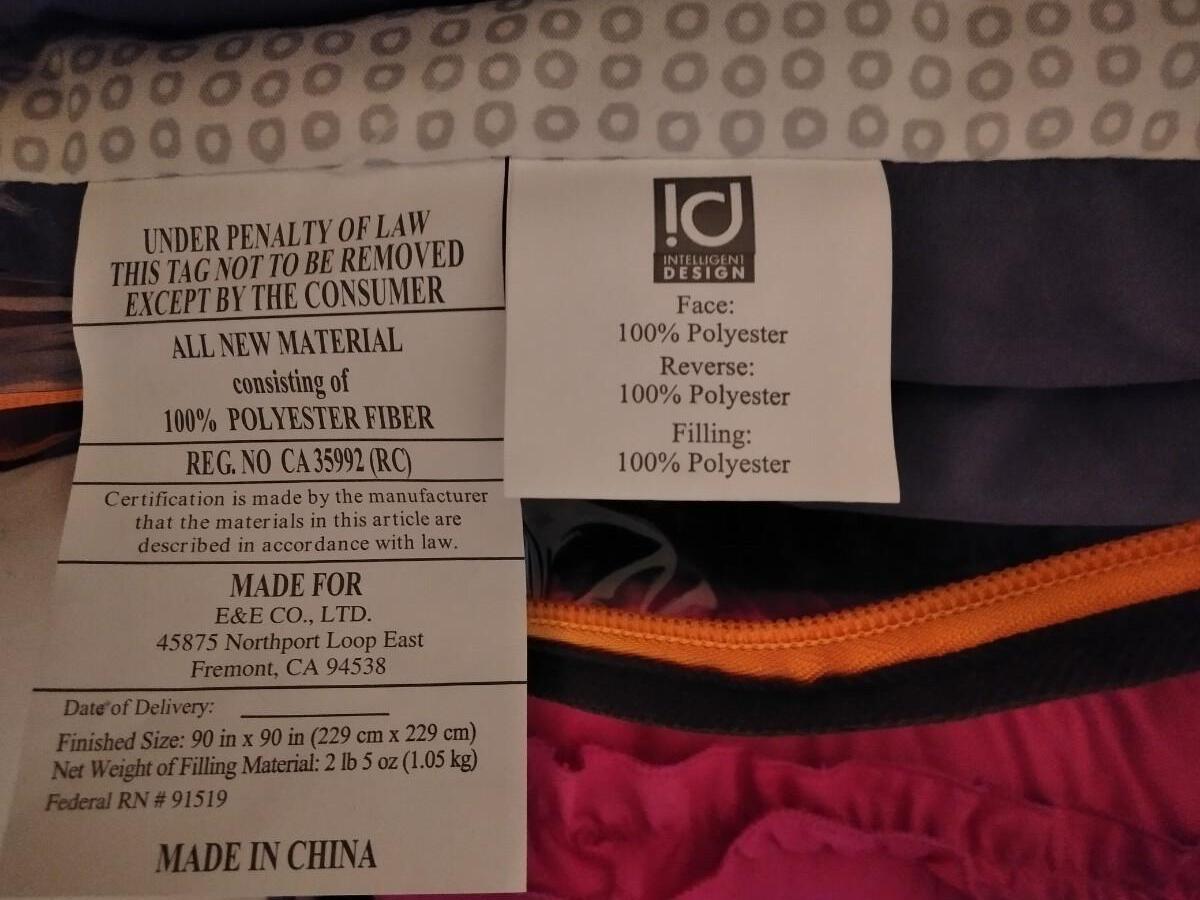 UNDER PENALTY OF LAW
THIS TAG NOT TO BE REMOVED
EXCEPT BY THE CONSUMER
ALL NEW MATERIAL
consisting of
100% POLYESTER FIBER
REG. NO CA 35992 (RC)
Certification is made by the manufacturer
that the materials in this article are
described in accordance with law.
MADE FOR
E&E CO., LTD.
45875 Northport Loop East
Fremont, CA 94538
Date of Delivery:
Finished Size: 90 in x 90 in (229 cm x 229 cm)
Net Weight of Filling Material: 2 lb 5 oz (1.05 kg)
Federal RN # 91519
MADE IN CHINA
id
INTELLIGENT
DESIGN
Face:
100% Polyester
Reverse:
100% Polyester
Filling:
100% Polyester